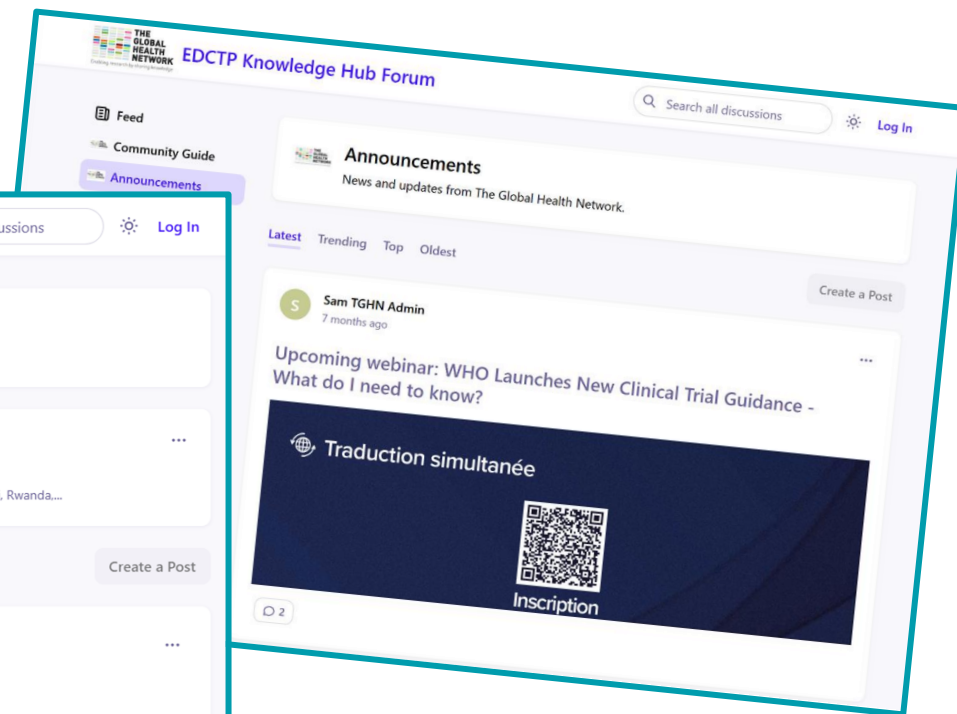 THE
GLOBAL
HEALTH
NETWORK
EDCTP Knowledge Hub Forum
Search all discussions
Log In
Feed
Community Guide
Announcements
Announcements
News and updates from The Global Health Network.
Latest Trending Top Oldest
Create a Post
S
Sam TGHN Admin
7 months ago
...
Upcoming webinar: WHO Launches New Clinical Trial Guidance -
What do I need to know?
Traduction simultanée
Inscription
2
ussions
Log In
...
, Rwanda,...
Create a Post
...